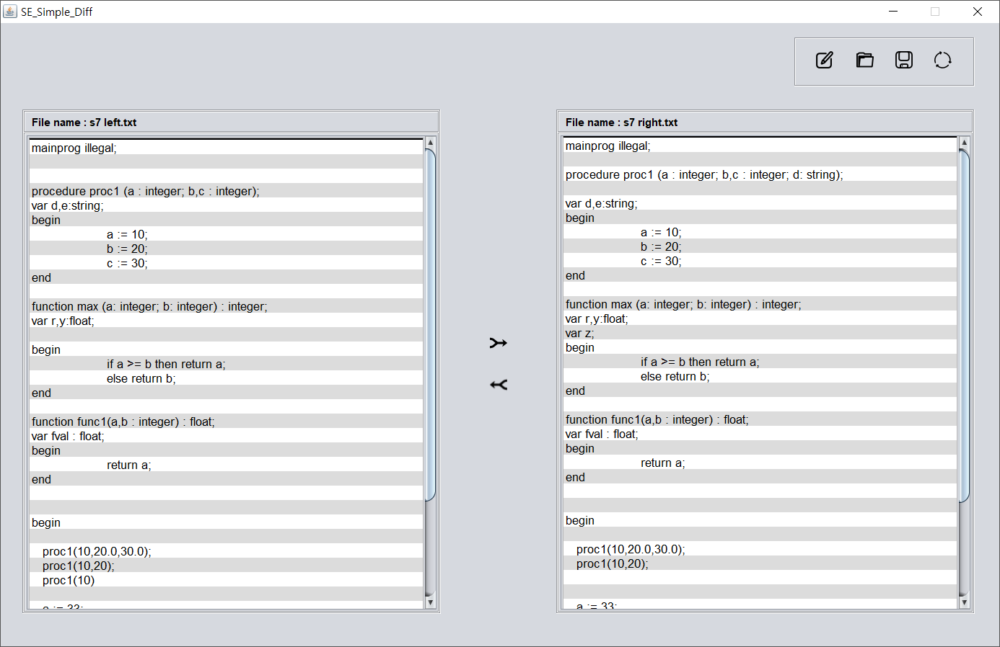 SE_Simple_Diff
File name : s7 left.txt
mainprog illegal;
procedure proc1 (a : integer; b,c : integer);
var d,e:string;
begin
a := 10;
b := 20;
c := 30;
end
function max (a: integer; b: integer) : integer;
var r,y:float;
begin
if a >= b then return a;
else return b;
end
function func1(a,b : integer) : float;
var fval : float;
begin
return a;
end
begin
proc1(10,20.0,30.0);
proc1(10,20);
proc1(10)
a := 33;
File name : s7 right.txt
mainprog illegal;
procedure proc1 (a : integer; b,c : integer; d: string);
var d,e:string;
begin
a := 10;
b := 20;
c := 30;
end
function max (a: integer; b: integer) : integer;
var r,y:float;
var z;
begin
if a >= b then return a;
else return b;
end
function func1(a,b : integer) : float;
var fval : float;
begin
return a;
end
begin
proc1(10,20.0,30.0);
proc1(10,20);
a := 33;